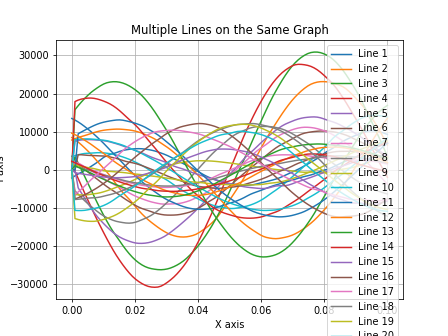 Multiple Lines on the Same Graph
30000
20000
10000
0
−10000
−20000
−30000
0.00
0.02
0.04
0.06
X axis
Line 1
Line 2
Line 3
Line 4
Line 5
Line 6
Line 7
Line 8
Line 9
Line 10
Line 11
Line 12
Line 13
Line 14
Line 15
Line 16
Line 17
Line 18
Line 19
Line 20